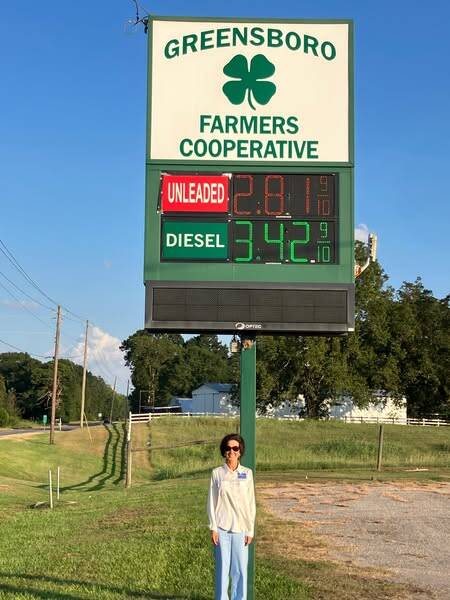 GREENSBORO
FARMERS
COOPERATIVE
UNLEADED 2.81 9/10
DIESEL 3.42 9/10
OPTEC